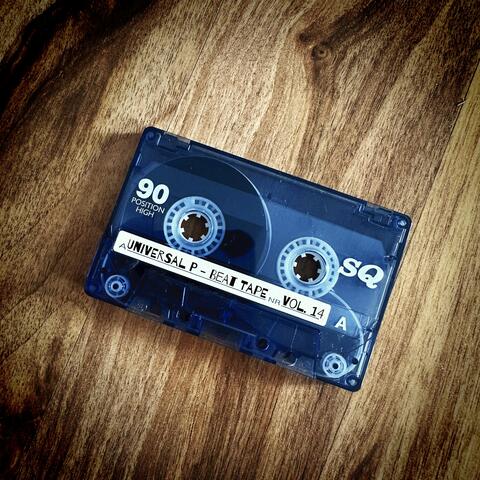 90
POSITION
HIGH
SQ
A UNIVERSAL P - BEAT TAPE NR VOL. 14
A